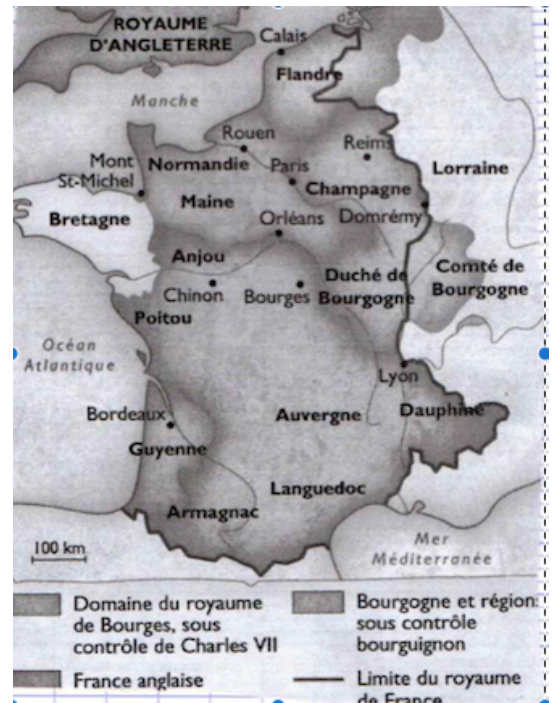 ROYAUME
D'ANGLETERRE
Calais
Flandre
Manche
Rouen
Reims
Mont
St-Michel
Normandie
Paris
Lorraine
Champagne
Maine
Bretagne
Orléans
Domrémy
Anjou
Duché de
Bourgogne
Comté de
Bourgogne
Chinon
Bourges
Poitou
Océan
Atlantique
Lyon
Bordeaux
Auvergne
Dauphiné
Guyenne
Languedoc
Armagnac
Mer
Méditerranée
100 km
Domaine du royaume
de Bourges, sous
contrôle de Charles VII
France anglaise
Bourgogne et région
sous contrôle
bourguignon
Limite du royaume
de France